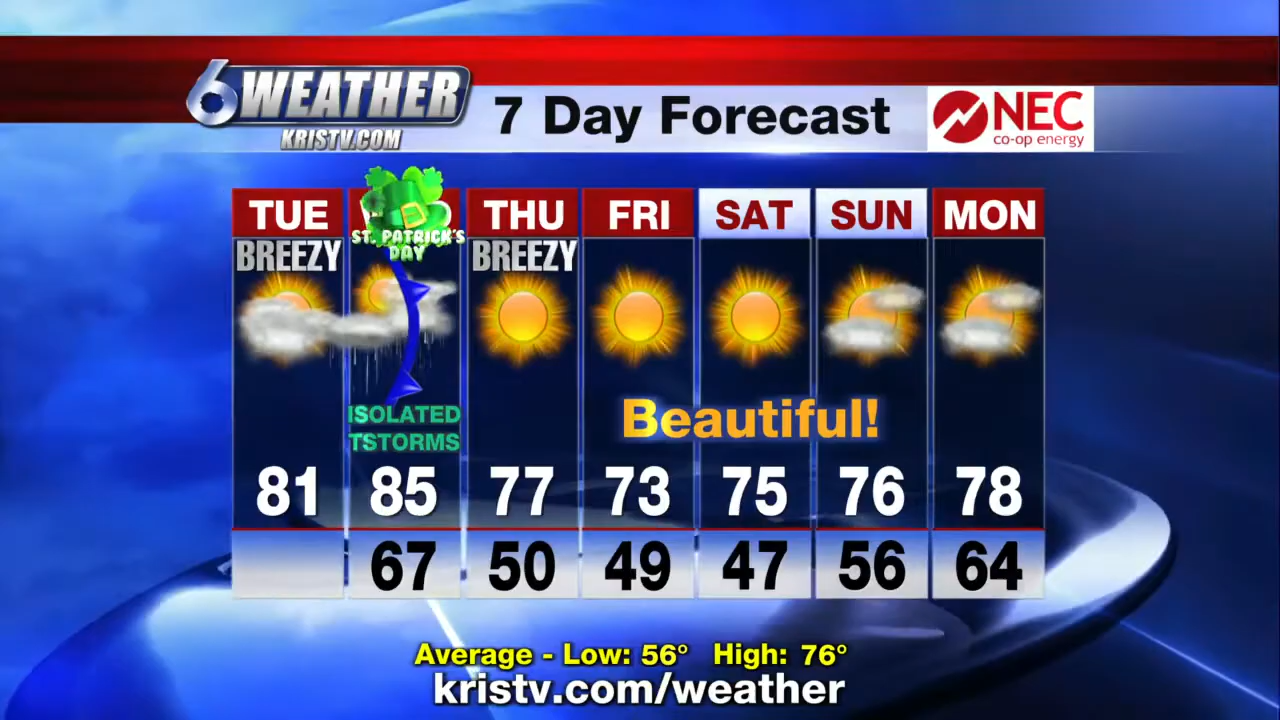 6 WEATHER
KRISTV.COM
7 Day Forecast
NEC
co-op energy
TUE
THU
FRI
SAT
SUN
MON
ST. PATRICK'S
DAY
BREEZY
BREEZY
ISOLATED
TSTORMS
Beautiful!
81 85 77 73 75 76 78
67 50 49 47 56 64
Average - Low: 56° High: 76°
kristv.com/weather